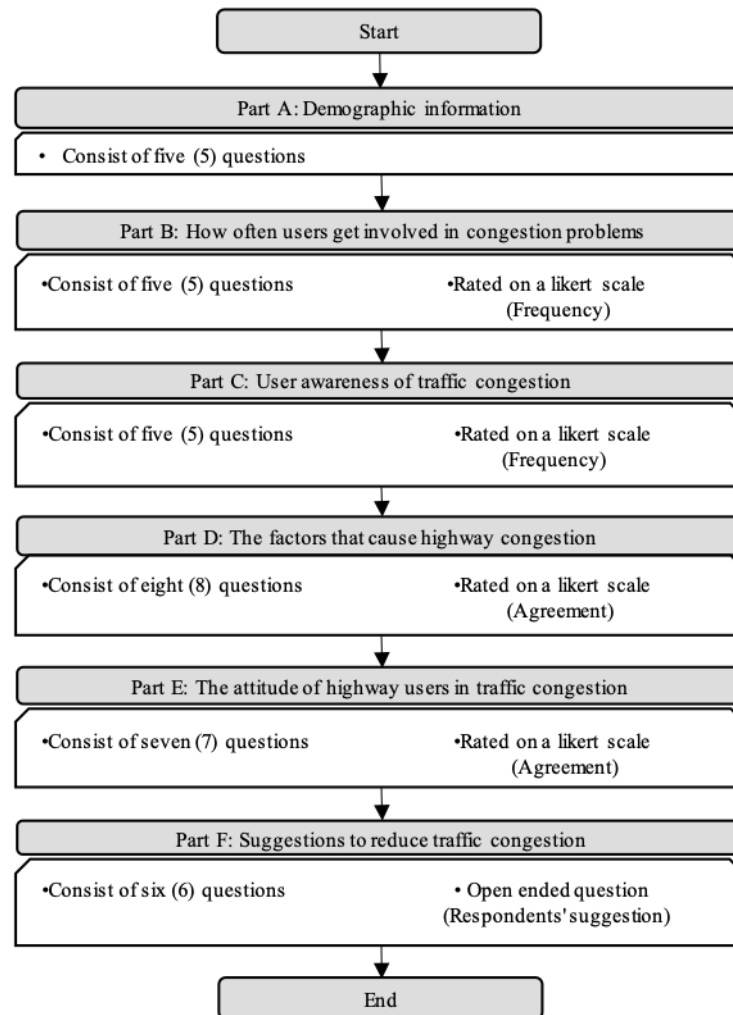 Start
Part A: Demographic information
• Consist of five (5) questions
Part B: How often users get involved in congestion problems
•Consist of five (5) questions
•Rated on a likert scale
(Frequency)
Part C: User awareness of traffic congestion
•Consist of five (5) questions
•Rated on a likert scale
(Frequency)
Part D: The factors that cause highway congestion
•Consist of eight (8) questions
•Rated on a likert scale
(Agreement)
Part E: The attitude of highway users in traffic congestion
•Consist of seven (7) questions
•Rated on a likert scale
(Agreement)
Part F: Suggestions to reduce traffic congestion
•Consist of six (6) questions
• Open ended question
(Respondents' suggestion)
End